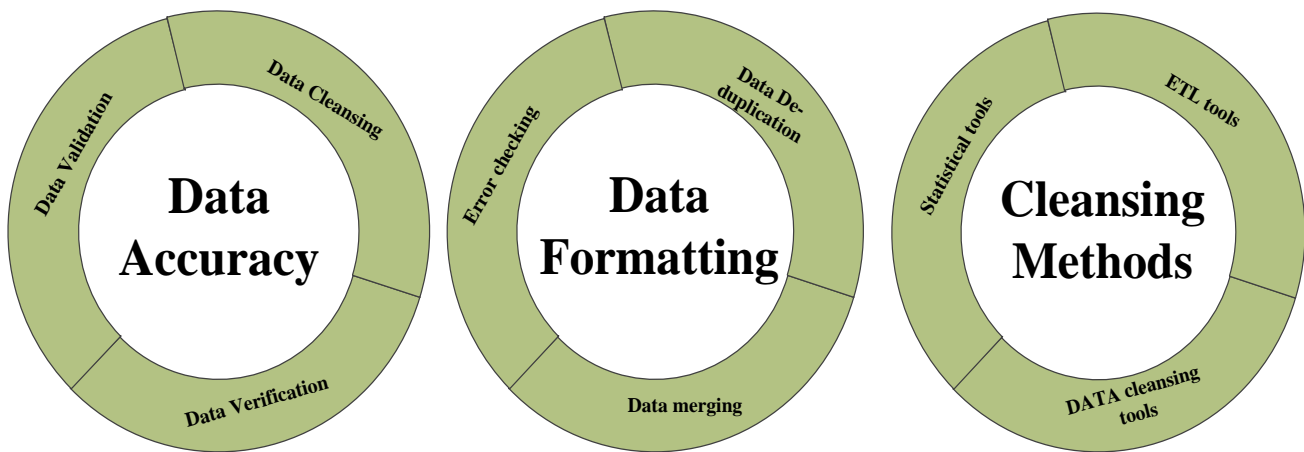 Data Validation
Data Cleansing
Data
Accuracy
Data Verification
Error checking
Data De-
duplication
Data
Formatting
Data merging
Statistical tools
ETL tools
Cleansing
Methods
DATA cleansing
tools